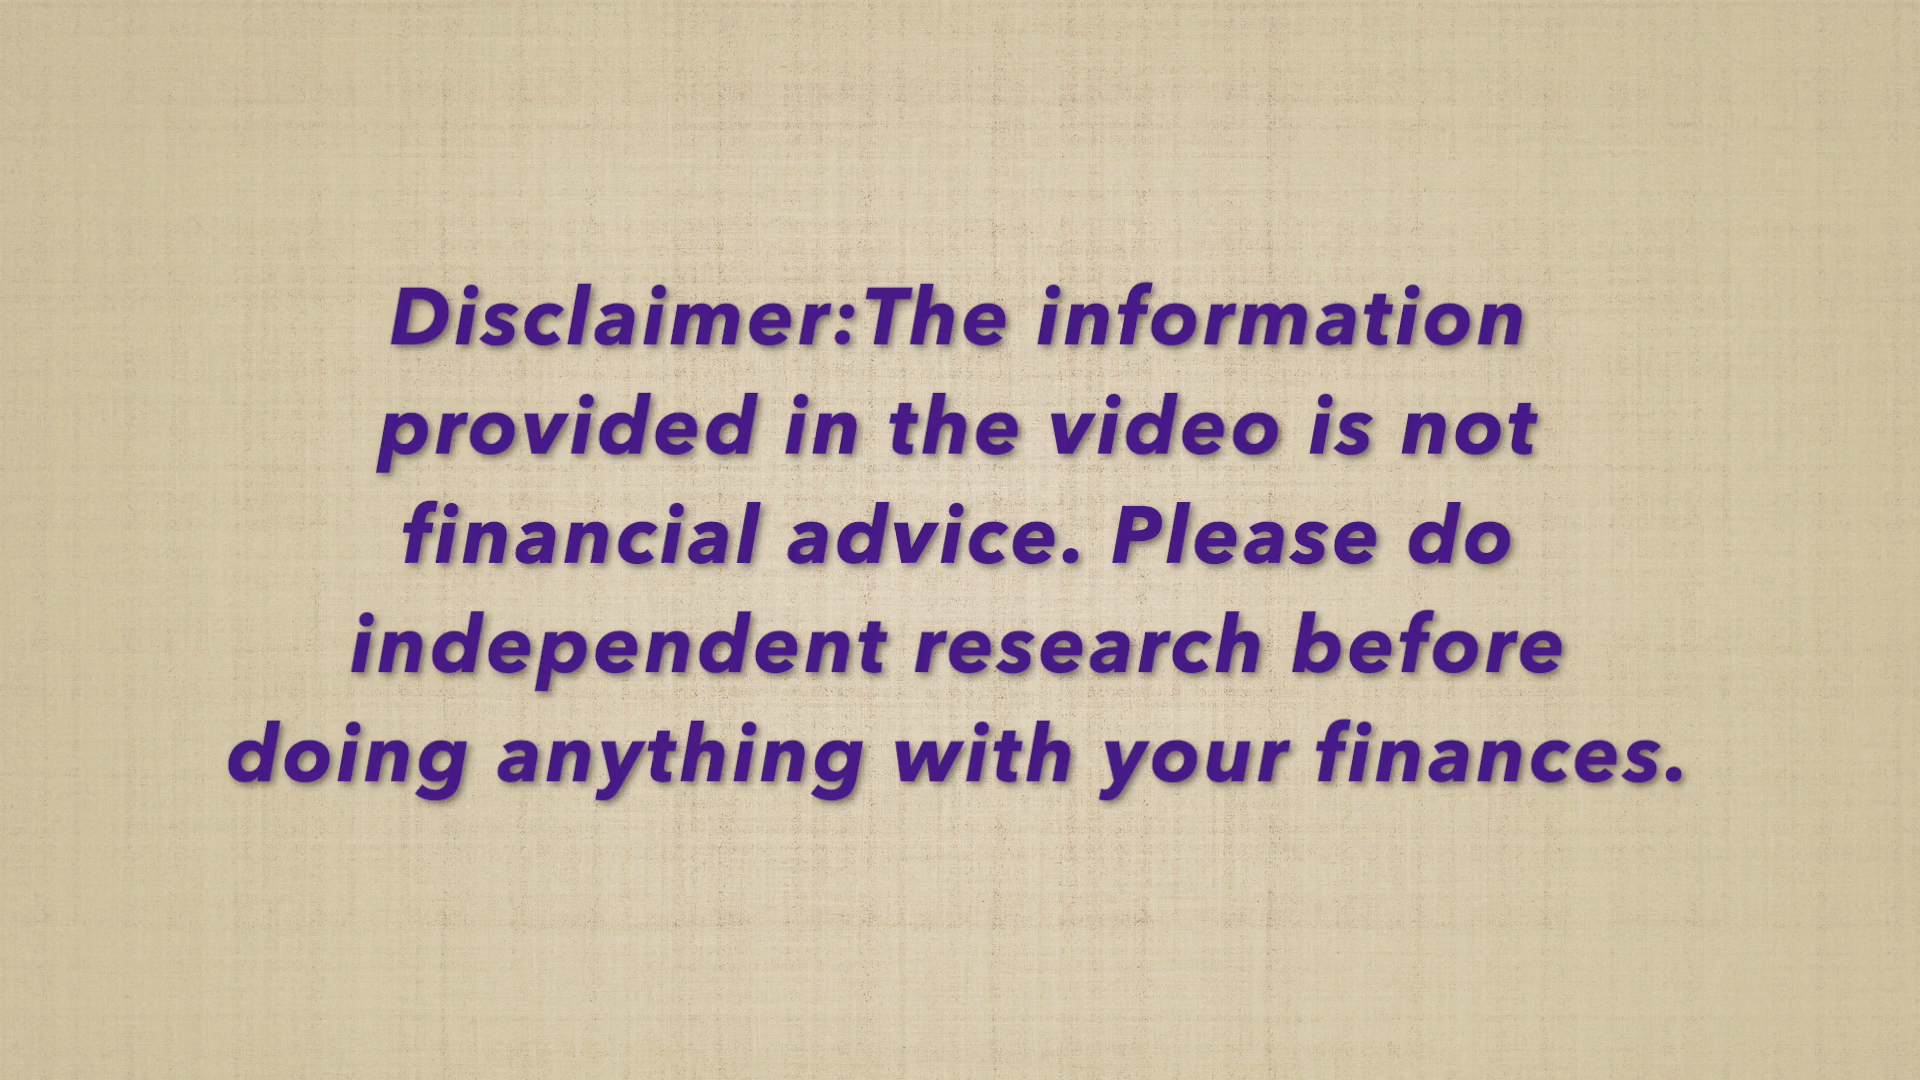 Disclaimer:The information
provided in the video is not
financial advice. Please do
independent research before
doing anything with your finances.